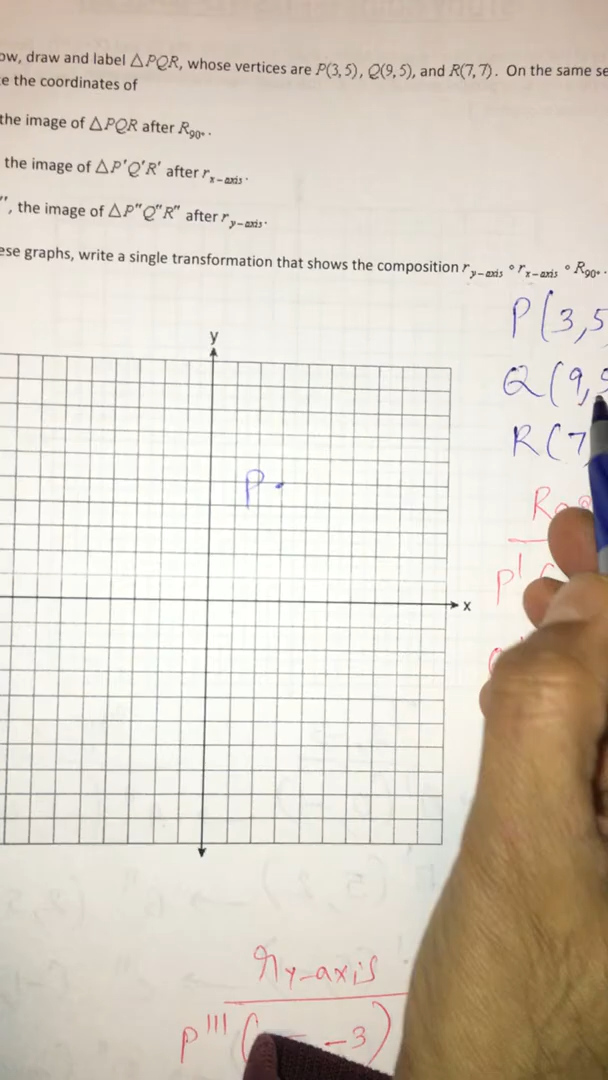 ow, draw and label △PQR, whose vertices are P(3, 5), Q(9, 5), and R(7, 7). On the same se
e the coordinates of
the image of △PQR after R90°.
the image of △P'Q'R' after rx−axis.
", the image of △P"Q"R" after ry−axis.
ese graphs, write a single transformation that shows the composition ry−axis ∘ rx−axis ∘ R90°.
P(3,5
y
Q(9,5
R(7
P
x
P'
ry-axis
P'''( -3)